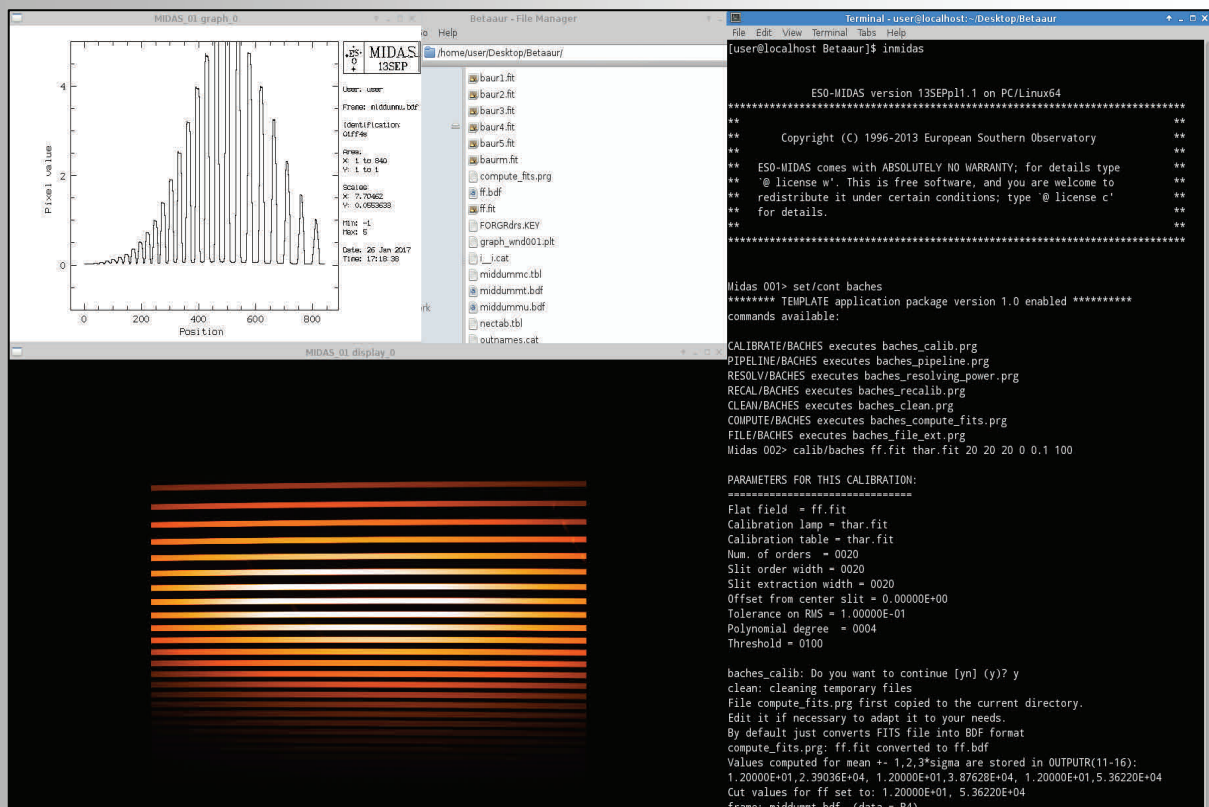 MIDAS_01 graph_0
ESO
MIDAS
13SEP
User: user
Frame: middummu.bdf
Identification:
Area:
X: 1 to 840
Y: 1 to 1
Scales
X: 7.70462
Y: 0.0553638
Min: -1
Max: 5
Date: 26 Jan 2017
Time: 17:18:38
Pixel value
4
2
0
0 200 400 600 800
Position
Betaaur - File Manager
Go Help
/home/user/Desktop/Betaaur/
baur1.fit
baur2.fit
baur3.fit
baur4.fit
baur5.fit
baurm.fit
compute_fits.prg
ff.bdf
ff.fit
FORGRdrs.KEY
graph_wnd001.plt
i__i.cat
middummc.tbl
middummt.bdf
middummu.bdf
nectab.tbl
outnames.cat
MIDAS_01 display_0
Terminal - user@localhost:~/Desktop/Betaaur
File Edit View Terminal Tabs Help
[user@localhost Betaaur]$ inmidas
ESO-MIDAS version 13SEPpl1.1 on PC/Linux64
******************************************************************************
** **
** Copyright (C) 1996-2013 European Southern Observatory **
** **
** ESO-MIDAS comes with ABSOLUTELY NO WARRANTY; for details type **
** `@ license w'. This is free software, and you are welcome to **
** redistribute it under certain conditions; type `@ license c' **
** for details. **
** **
******************************************************************************
Midas 001> set/cont baches
******** TEMPLATE application package version 1.0 enabled **********
commands available:
CALIBRATE/BACHES executes baches_calib.prg
PIPELINE/BACHES executes baches_pipeline.prg
RESOLV/BACHES executes baches_resolving_power.prg
RECAL/BACHES executes baches_recalib.prg
CLEAN/BACHES executes baches_clean.prg
COMPUTE/BACHES executes baches_compute_fits.prg
FILE/BACHES executes baches_file_ext.prg
Midas 002> calib/baches ff.fit thar.fit 20 20 20 0 0.1 100
PARAMETERS FOR THIS CALIBRATION:
===============================
Flat field = ff.fit
Calibration lamp = thar.fit
Calibration table = thar.fit
Num. of orders = 0020
Slit order width = 0020
Slit extraction width = 0020
Offset from center slit = 0.00000E+00
Tolerance on RMS = 1.00000E-01
Polynomial degree = 0004
Threshold = 0100
baches_calib: Do you want to continue [yn] (y)? y
clean: cleaning temporary files
File compute_fits.prg first copied to the current directory.
Edit it if necessary to adapt it to your needs.
By default just converts FITS file into BDF format
compute_fits.prg: ff.fit converted to ff.bdf
Values computed for mean +- 1,2,3*sigma are stored in OUTPUTR(11-16):
1.20000E+01,2.39036E+04, 1.20000E+01,3.87628E+04, 1.20000E+01,5.36220E+04
Cut values for ff set to: 1.20000E+01, 5.36220E+04
frame: middummt.bdf (data = R4)